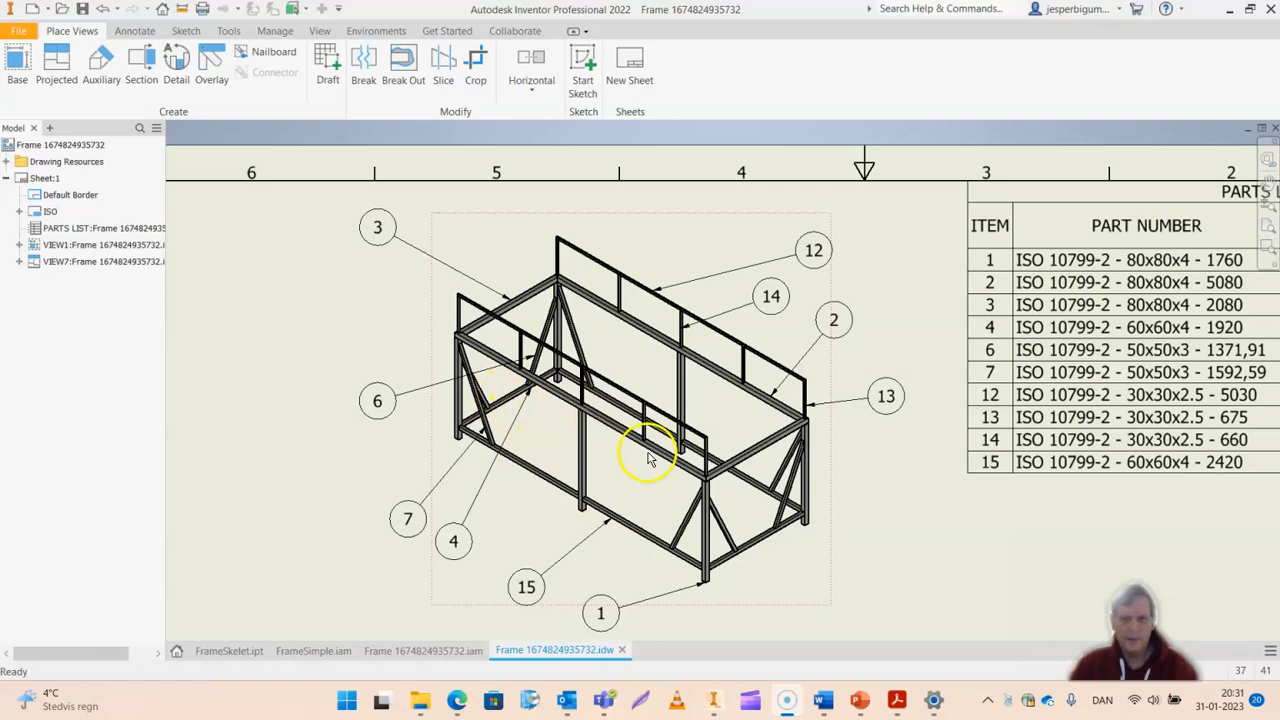 Autodesk Inventor Professional 2022 Frame 1674824935732
Search Help & Commands...
jesperbigum...
File Place Views Annotate Sketch Tools Manage View Environments Get Started Collaborate
Base Projected Auxiliary Section Detail Overlay
Nailboard
Connector
Draft Break Break Out Slice Crop Horizontal Start Sketch New Sheet
Create Modify Sketch Sheets
Model
Frame 1674824935732
Drawing Resources
Sheet:1
Default Border
ISO
PARTS LIST:Frame 1674824935
VIEW1:Frame 1674824935732.i
VIEW7:Frame 1674824935732.i
6 5 4 3 2
3
12
14
2
6
13
7
4
15
1
PARTS L
ITEM PART NUMBER
1 ISO 10799-2 - 80x80x4 - 1760
2 ISO 10799-2 - 80x80x4 - 5080
3 ISO 10799-2 - 80x80x4 - 2080
4 ISO 10799-2 - 60x60x4 - 1920
6 ISO 10799-2 - 50x50x3 - 1371,91
7 ISO 10799-2 - 50x50x3 - 1592,59
12 ISO 10799-2 - 30x30x2.5 - 5030
13 ISO 10799-2 - 30x30x2.5 - 675
14 ISO 10799-2 - 30x30x2.5 - 660
15 ISO 10799-2 - 60x60x4 - 2420
FrameSkelet.ipt FrameSimple.iam Frame 1674824935732.iam Frame 1674824935732.idw
Ready
37 41
4°C
Stedvis regn
DAN
20:31
31-01-2023
20